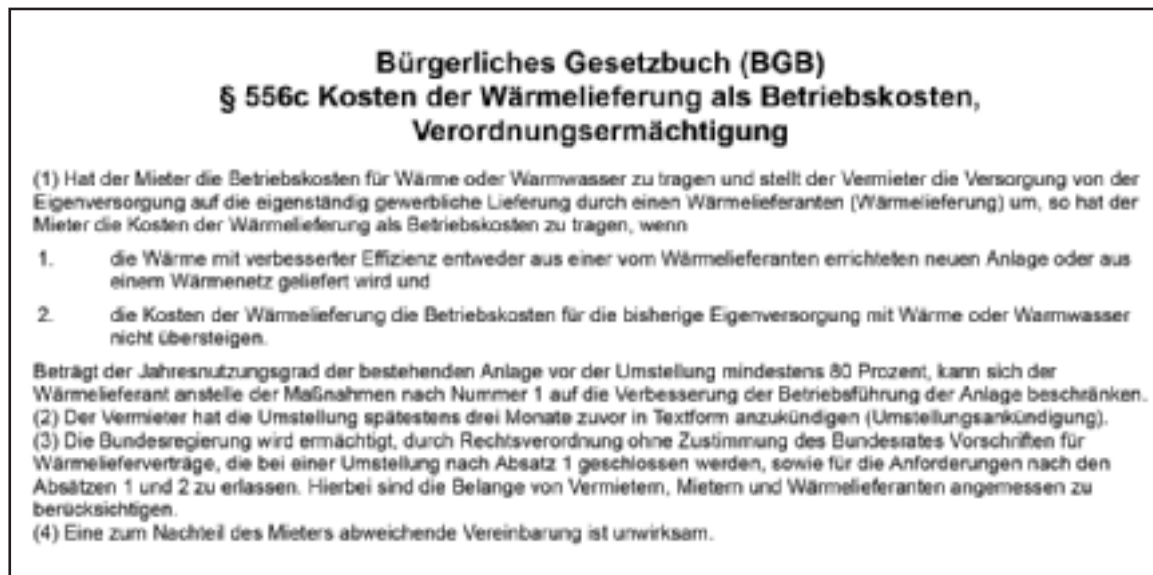 Bürgerliches Gesetzbuch (BGB)
§ 556c Kosten der Wärmelieferung als Betriebskosten,
Verordnungsermächtigung
(1) Hat der Mieter die Betriebskosten für Wärme oder Warmwasser zu tragen und stellt der Vermieter die Versorgung von der
Eigenversorgung auf die eigenständig gewerbliche Lieferung durch einen Wärmelieferanten (Wärmelieferung) um, so hat der
Mieter die Kosten der Wärmelieferung als Betriebskosten zu tragen, wenn
1. die Wärme mit verbesserter Effizienz entweder aus einer vom Wärmelieferanten errichteten neuen Anlage oder aus
einem Wärmenetz geliefert wird und
2. die Kosten der Wärmelieferung die Betriebskosten für die bisherige Eigenversorgung mit Wärme oder Warmwasser
nicht übersteigen.
Beträgt der Jahresnutzungsgrad der bestehenden Anlage vor der Umstellung mindestens 80 Prozent, kann sich der
Wärmelieferant anstelle der Maßnahmen nach Nummer 1 auf die Verbesserung der Betriebsführung der Anlage beschränken.
(2) Der Vermieter hat die Umstellung spätestens drei Monate zuvor in Textform anzukündigen (Umstellungsankündigung).
(3) Die Bundesregierung wird ermächtigt, durch Rechtsverordnung ohne Zustimmung des Bundesrates Vorschriften für
Wärmelieferverträge, die bei einer Umstellung nach Absatz 1 geschlossen werden, sowie für die Anforderungen nach den
Absätzen 1 und 2 zu erlassen. Hierbei sind die Belange von Vermietern, Mietern und Wärmelieferanten angemessen zu
berücksichtigen.
(4) Eine zum Nachteil des Mieters abweichende Vereinbarung ist unwirksam.